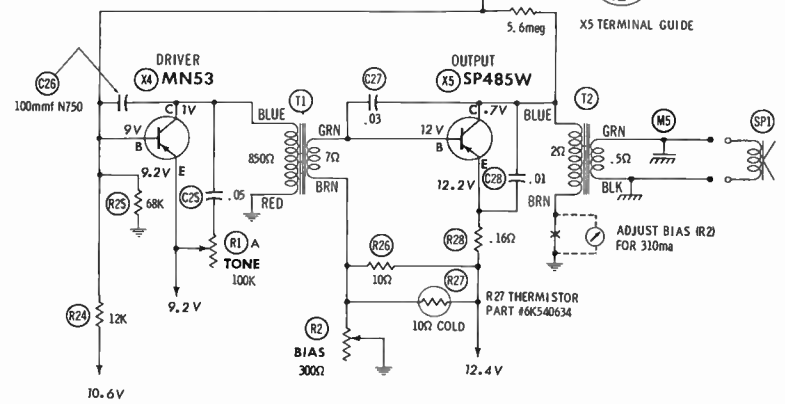 5.6meg
X5 TERMINAL GUIDE
DRIVER
X4 MN53
OUTPUT
X5 SP485W
C26
100mmf N750
C27
.03
C 1V
C .7V
T1
T2
BLUE
GRN
BLUE
GRN
M5
SP1
9V
B
12V
B
850Ω
7Ω
2Ω
.5Ω
9.2V E
E
12.2V
BRN
RED
BRN
BLK
R25
68K
C25
.05
C28
.01
R1 A
TONE
100K
R26
10Ω
R28
.16Ω
ADJUST BIAS (R2)
FOR 310ma
R27
10Ω COLD
R27 THERMISTOR
PART #6K540634
R24
12K
9.2V
R2
BIAS
300Ω
10.6V
12.4V